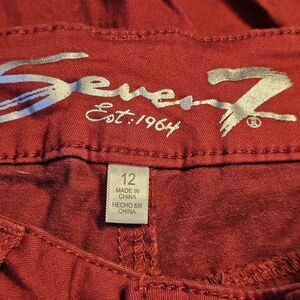 Seven7®
Est: 1964
12
MADE IN
CHINA
HECHO EN
CHINA